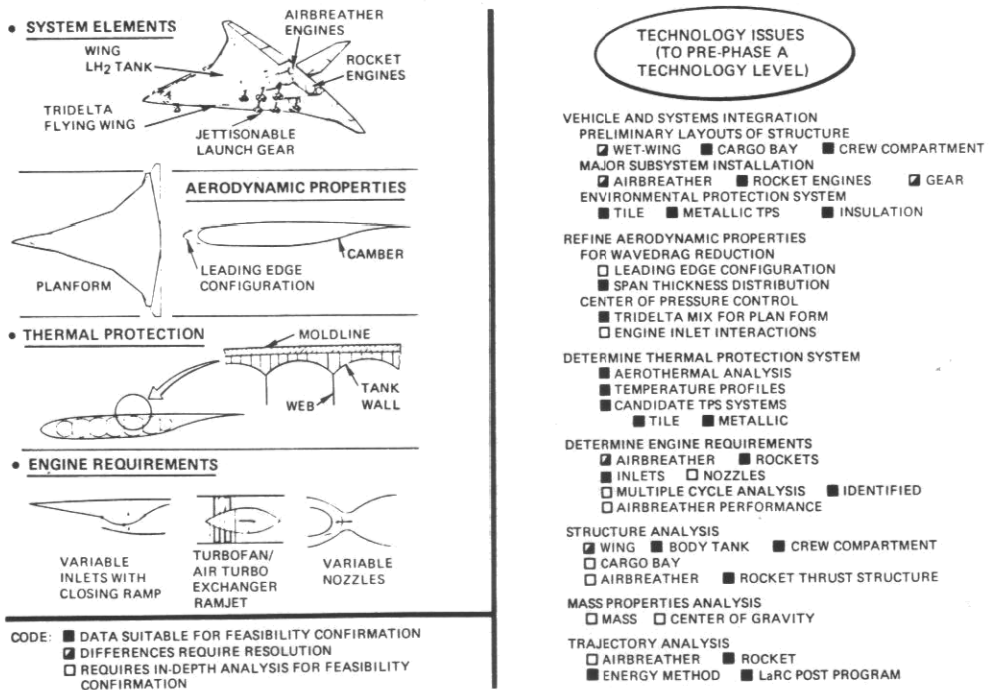 • SYSTEM ELEMENTS
WING
LH2 TANK
AIRBREATHER
ENGINES
ROCKET
ENGINES
TRIDELTA
FLYING WING
JETTISONABLE
LAUNCH GEAR
AERODYNAMIC PROPERTIES
PLANFORM
LEADING EDGE
CONFIGURATION
CAMBER
• THERMAL PROTECTION
MOLDLINE
WEB
TANK
WALL
• ENGINE REQUIREMENTS
VARIABLE
INLETS WITH
CLOSING RAMP
TURBOFAN/
AIR TURBO
EXCHANGER
RAMJET
VARIABLE
NOZZLES
CODE: ■ DATA SUITABLE FOR FEASIBILITY CONFIRMATION
◪ DIFFERENCES REQUIRE RESOLUTION
□ REQUIRES IN-DEPTH ANALYSIS FOR FEASIBILITY
CONFIRMATION
TECHNOLOGY ISSUES
(TO PRE-PHASE A
TECHNOLOGY LEVEL)
VEHICLE AND SYSTEMS INTEGRATION
PRELIMINARY LAYOUTS OF STRUCTURE
◪ WET-WING ■ CARGO BAY ■ CREW COMPARTMENT
MAJOR SUBSYSTEM INSTALLATION
◪ AIRBREATHER ■ ROCKET ENGINES ◪ GEAR
ENVIRONMENTAL PROTECTION SYSTEM
■ TILE ■ METALLIC TPS ■ INSULATION
REFINE AERODYNAMIC PROPERTIES
FOR WAVEDRAG REDUCTION
□ LEADING EDGE CONFIGURATION
■ SPAN THICKNESS DISTRIBUTION
CENTER OF PRESSURE CONTROL
■ TRIDELTA MIX FOR PLAN FORM
□ ENGINE INLET INTERACTIONS
DETERMINE THERMAL PROTECTION SYSTEM
■ AEROTHERMAL ANALYSIS
■ TEMPERATURE PROFILES
■ CANDIDATE TPS SYSTEMS
■ TILE ■ METALLIC
DETERMINE ENGINE REQUIREMENTS
◪ AIRBREATHER ■ ROCKETS
■ INLETS □ NOZZLES
□ MULTIPLE CYCLE ANALYSIS ■ IDENTIFIED
□ AIRBREATHER PERFORMANCE
STRUCTURE ANALYSIS
◪ WING ■ BODY TANK ■ CREW COMPARTMENT
□ CARGO BAY
□ AIRBREATHER ■ ROCKET THRUST STRUCTURE
MASS PROPERTIES ANALYSIS
□ MASS □ CENTER OF GRAVITY
TRAJECTORY ANALYSIS
□ AIRBREATHER ■ ROCKET
■ ENERGY METHOD ■ LaRC POST PROGRAM